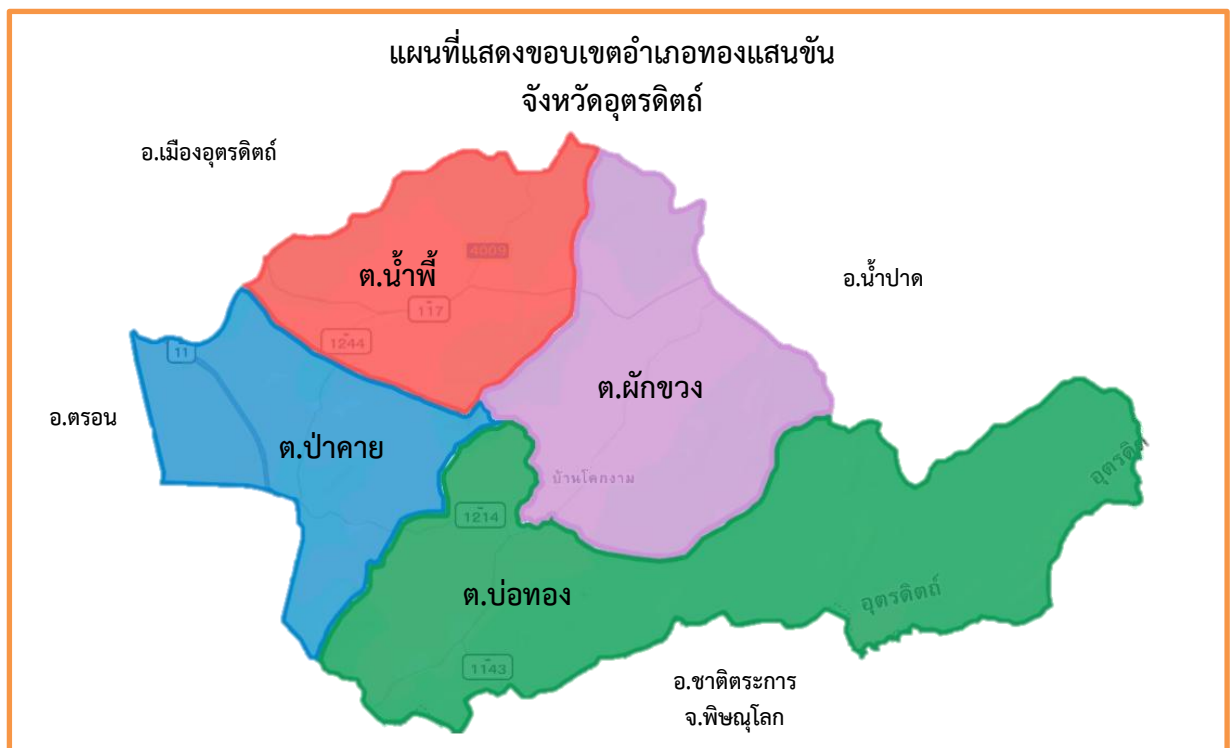 แผนที่แสดงขอบเขตอำเภอทองแสนขัน
จังหวัดอุตรดิตถ์
อ.เมืองอุตรดิตถ์
4009
ต.น้ำพี้
อ.น้ำปาด
117
1244
11
ต.ผักขวง
อ.ตรอน
ต.ป่าคาย
อุตรดิต
บ้านโคกงาม
1214
ต.บ่อทอง
อุตรดิตถ์
1143
อ.ชาติตระการ
จ.พิษณุโลก